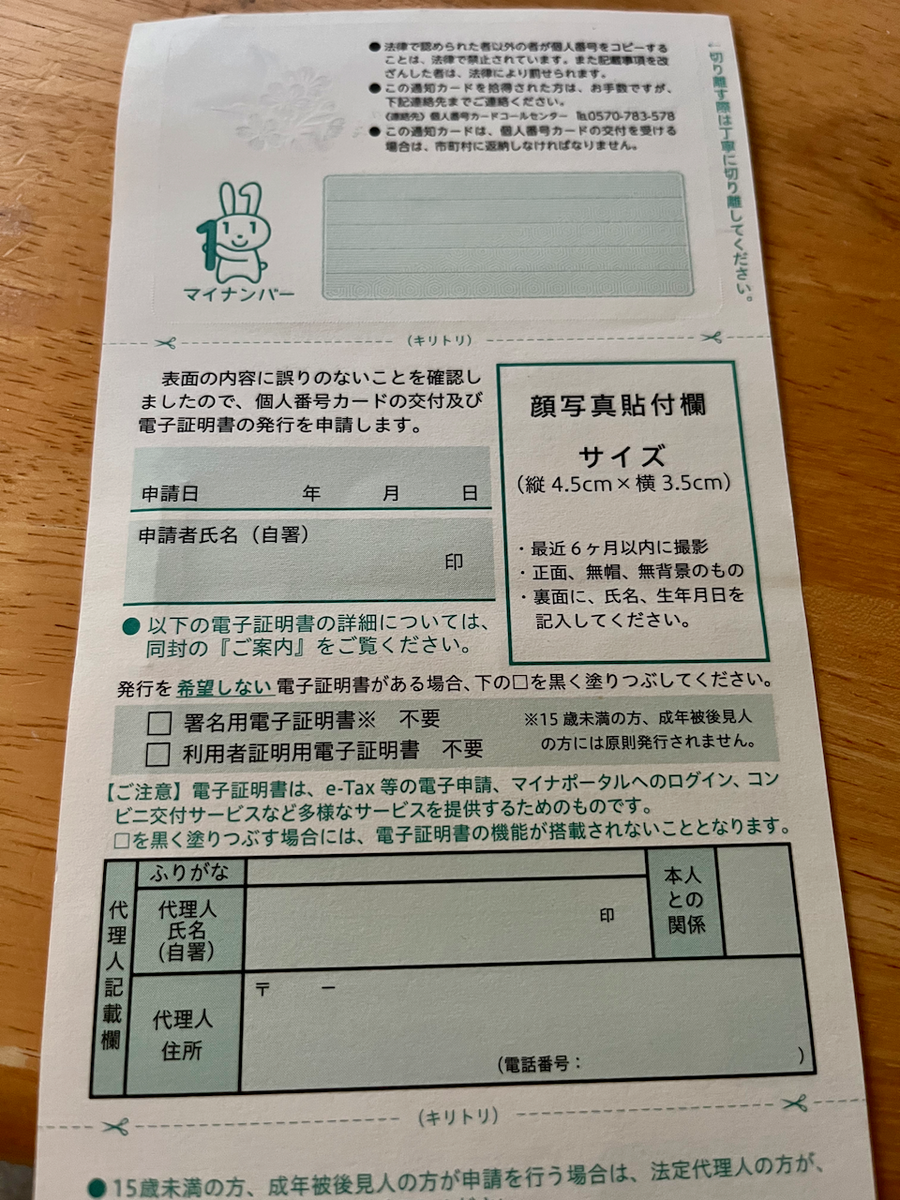 ●法律で認められた者以外の者が個人番号をコピーする
ことは、法律で禁止されています。また記載事項を改
ざんした者は、法律により罰せられます。
●この通知カードを拾得された方は、お手数ですが、
下記連絡先までご連絡ください。
《連絡先》個人番号カードコールセンター ℡0570-783-578
●この通知カードは、個人番号カードの交付を受ける
場合は、市町村に返納しなければなりません。
切り離す際は丁寧に切り離してください。
マイナンバー
(キリトリ)
表面の内容に誤りのないことを確認し
ましたので、個人番号カードの交付及び
電子証明書の発行を申請します。
申請日 年 月 日
申請者氏名(自署)
印
顔写真貼付欄
サイズ
(縦 4.5cm×横 3.5cm)
・最近6ヶ月以内に撮影
・正面、無帽、無背景のもの
・裏面に、氏名、生年月日を
記入してください。
●以下の電子証明書の詳細については、
同封の『ご案内』をご覧ください。
発行を希望しない電子証明書がある場合、下の□を黒く塗りつぶしてください。
□ 署名用電子証明書※ 不要
□ 利用者証明用電子証明書 不要
※15歳未満の方、成年被後見人
の方には原則発行されません。
【ご注意】電子証明書は、e-Tax 等の電子申請、マイナポータルへのログイン、コン
ビニ交付サービスなど多様なサービスを提供するためのものです。
□を黒く塗りつぶす場合には、電子証明書の機能が搭載されないこととなります。
代理人記載欄
ふりがな
代理人
氏名
(自署)
印
本人
との
関係
代理人
住所
〒 ー
(電話番号: )
(キリトリ)
●15歳未満の方、成年被後見人の方が申請を行う場合は、法定代理人の方が、